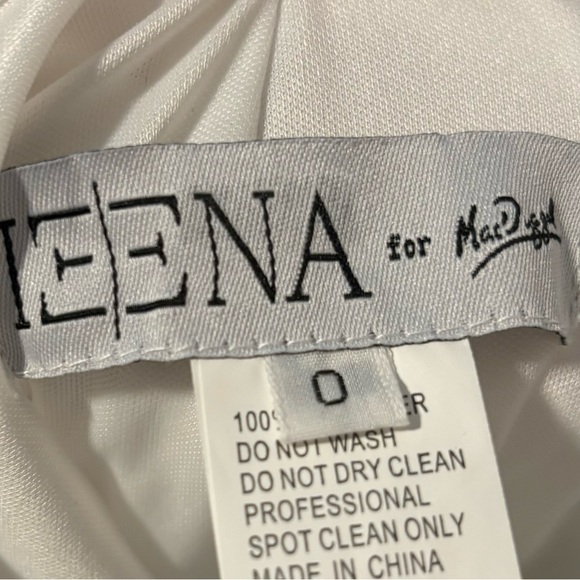 IEENA for Mac Duggal
0
100% 
DO NOT WASH
DO NOT DRY CLEAN
PROFESSIONAL
SPOT CLEAN ONLY
MADE IN CHINA